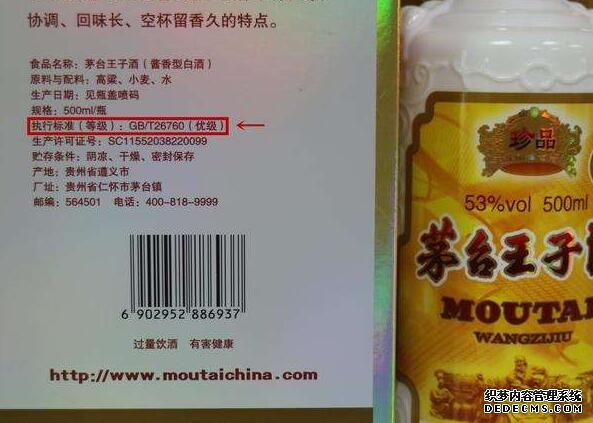 协调、回味长、空杯留香久的特点。
食品名称：茅台王子酒（酱香型白酒）
原料与配料：高粱、小麦、水
生产日期：见瓶盖喷码
规格：500ml/瓶
执行标准（等级）：GB/T26760（优级）
生产许可证号：SC11552038220099
贮存条件：阴凉、干燥、密封保存
产地：贵州省遵义市
厂址：贵州省仁怀市茅台镇
邮编：564501 电话：400-818-9999
6 902952 886937
过量饮酒 有害健康
http://www.moutaichina.com
珍品
53%vol 500ml
茅台王子
MOUTAI
WANGZIJIU
织梦内容管理系统
DEDECMS.COM